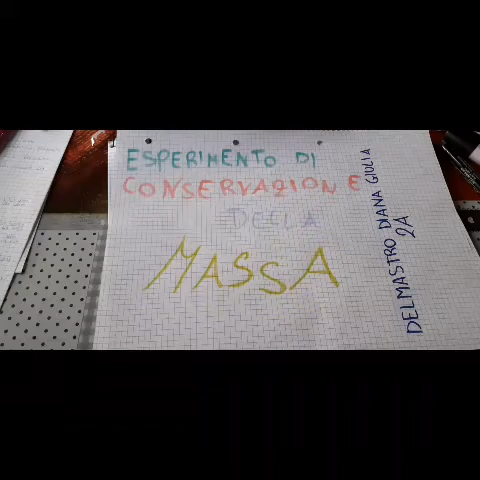 ESPERIMENTO DI
CONSERVAZIONE
DELLA
MASSA
DELMASTRO DIANA GIULIA
2A